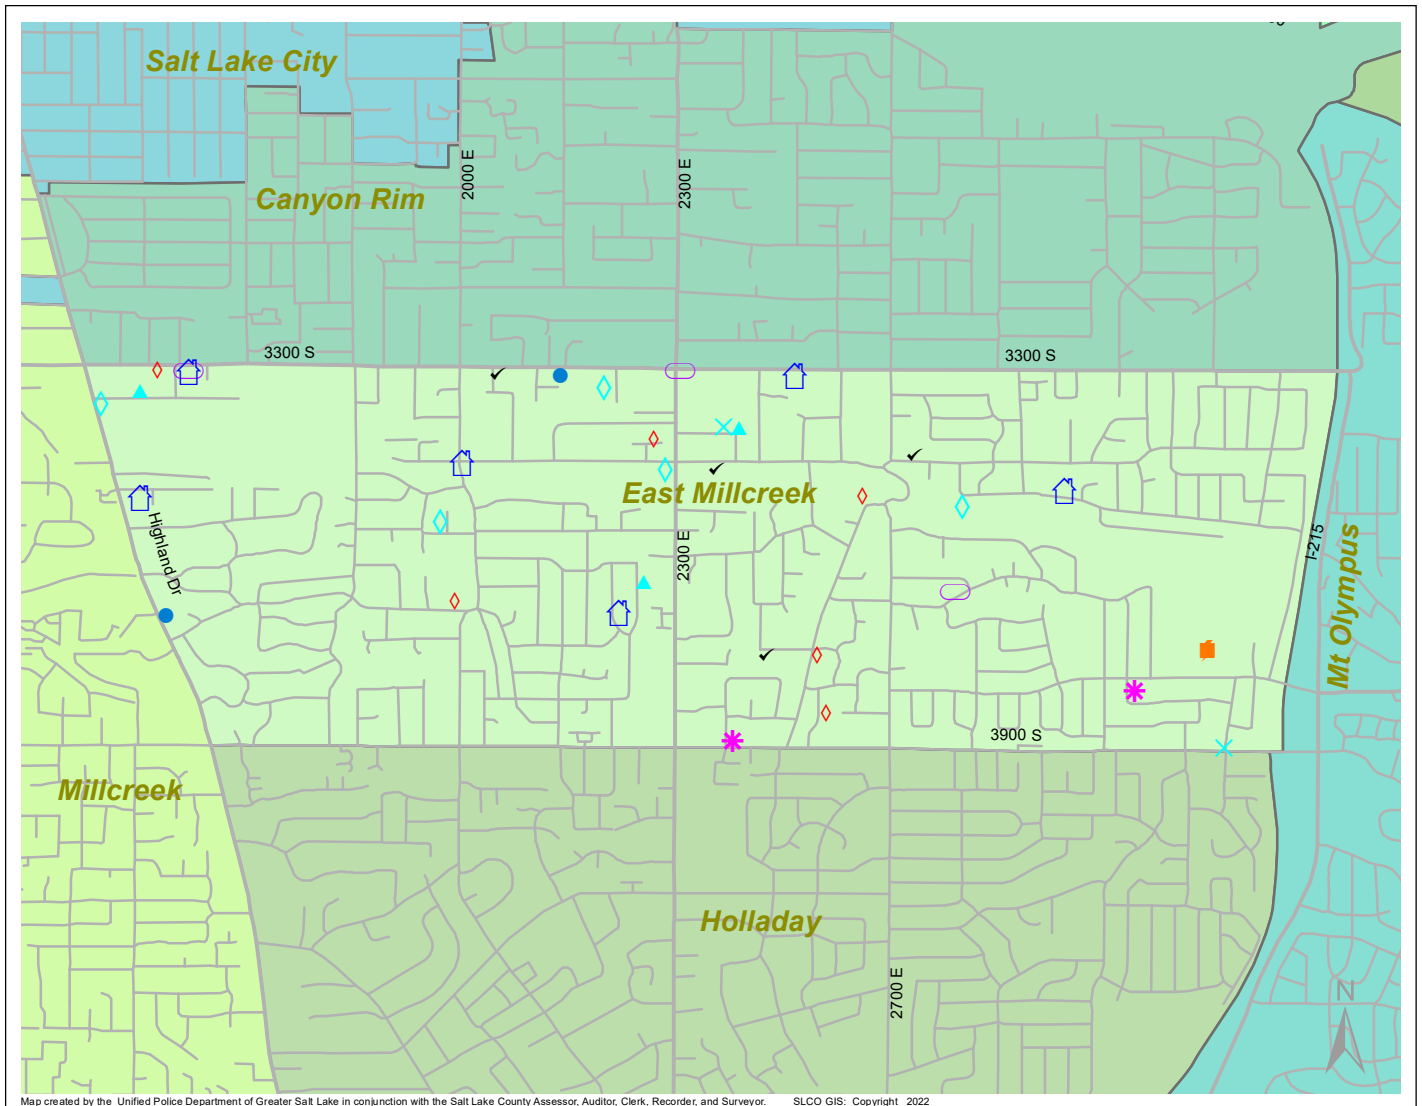 Salt Lake City
Canyon Rim
2000 E
2300 E
3300 S
3300 S
East Millcreek
Highland Dr
2300 E
I-215
Mt Olympus
3900 S
Millcreek
Holladay
2700 E
N
Map created by the Unified Police Department of Greater Salt Lake in conjunction with the Salt Lake County Assessor, Auditor, Clerk, Recorder, and Surveyor. SLCO GIS: Copyright 2022